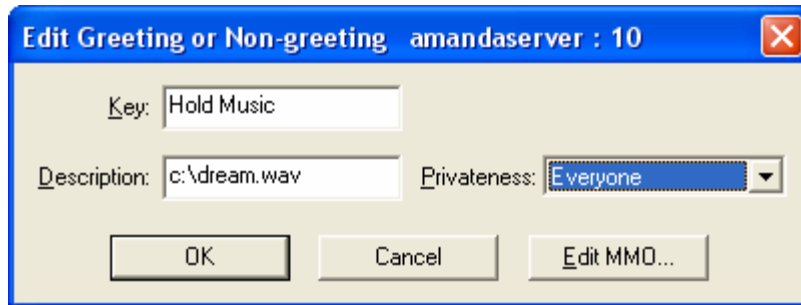 Edit Greeting or Non-greeting amandaserver : 10
Key: Hold Music
Description: c:\dream.wav Privateness: Everyone
OK Cancel Edit MMO...